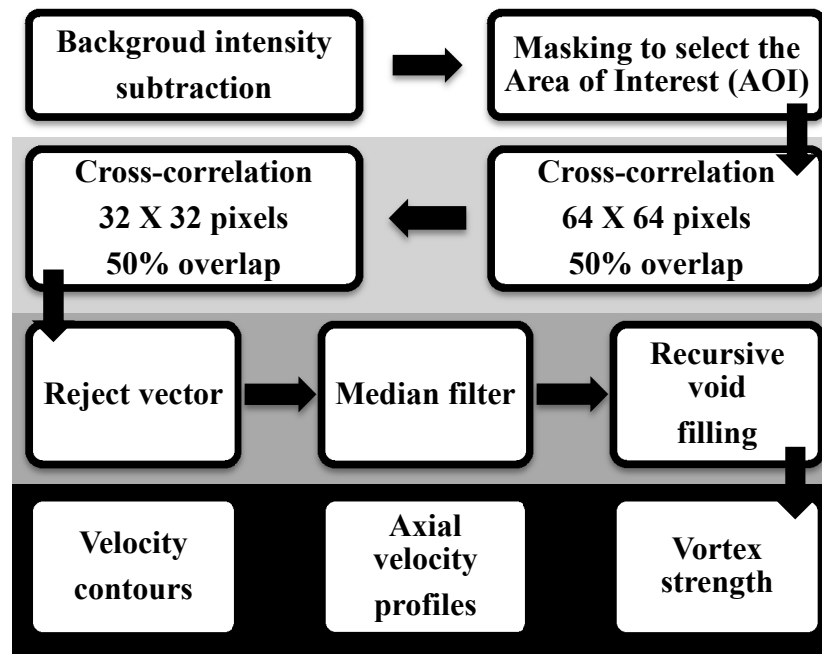 Backgroud intensity
subtraction
Masking to select the
Area of Interest (AOI)
Cross-correlation
32 X 32 pixels
50% overlap
Cross-correlation
64 X 64 pixels
50% overlap
Reject vector
Median filter
Recursive
void
filling
Velocity
contours
Axial
velocity
profiles
Vortex
strength